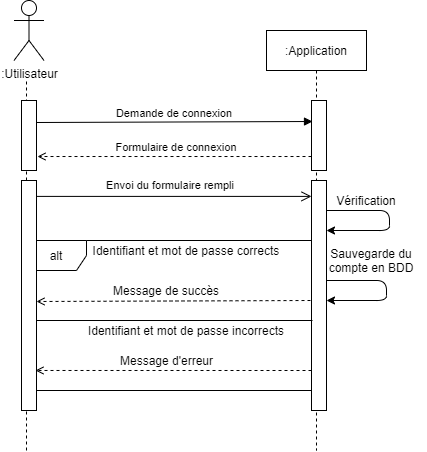 :Utilisateur
:Application
Demande de connexion
Formulaire de connexion
Envoi du formulaire rempli
Vérification
alt
Identifiant et mot de passe corrects
Sauvegarde du
compte en BDD
Message de succès
Identifiant et mot de passe incorrects
Message d'erreur